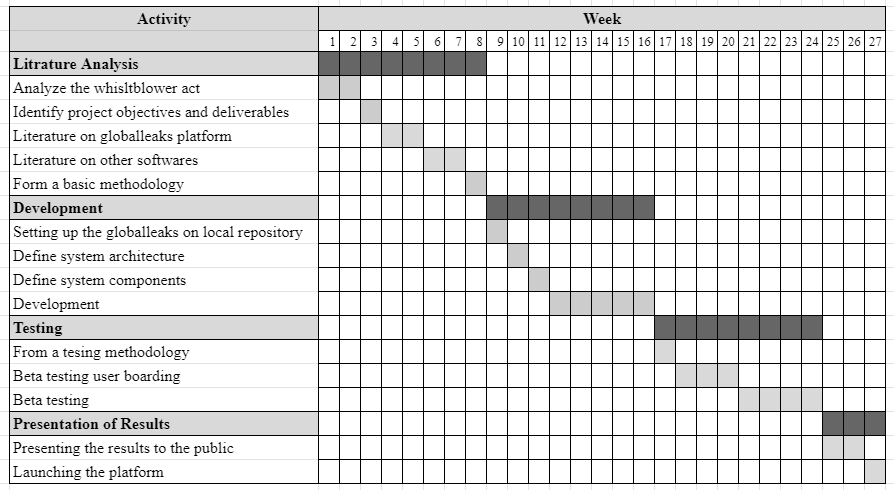 Activity Week
1 2 3 4 5 6 7 8 9 10 11 12 13 14 15 16 17 18 19 20 21 22 23 24 25 26 27
Litrature Analysis
Analyze the whisltblower act
Identify project objectives and deliverables
Literature on globalleaks platform
Literature on other softwares
Form a basic methodology
Development
Setting up the globalleaks on local repository
Define system architecture
Define system components
Development
Testing
From a tesing methodology
Beta testing user boarding
Beta testing
Presentation of Results
Presenting the results to the public
Launching the platform